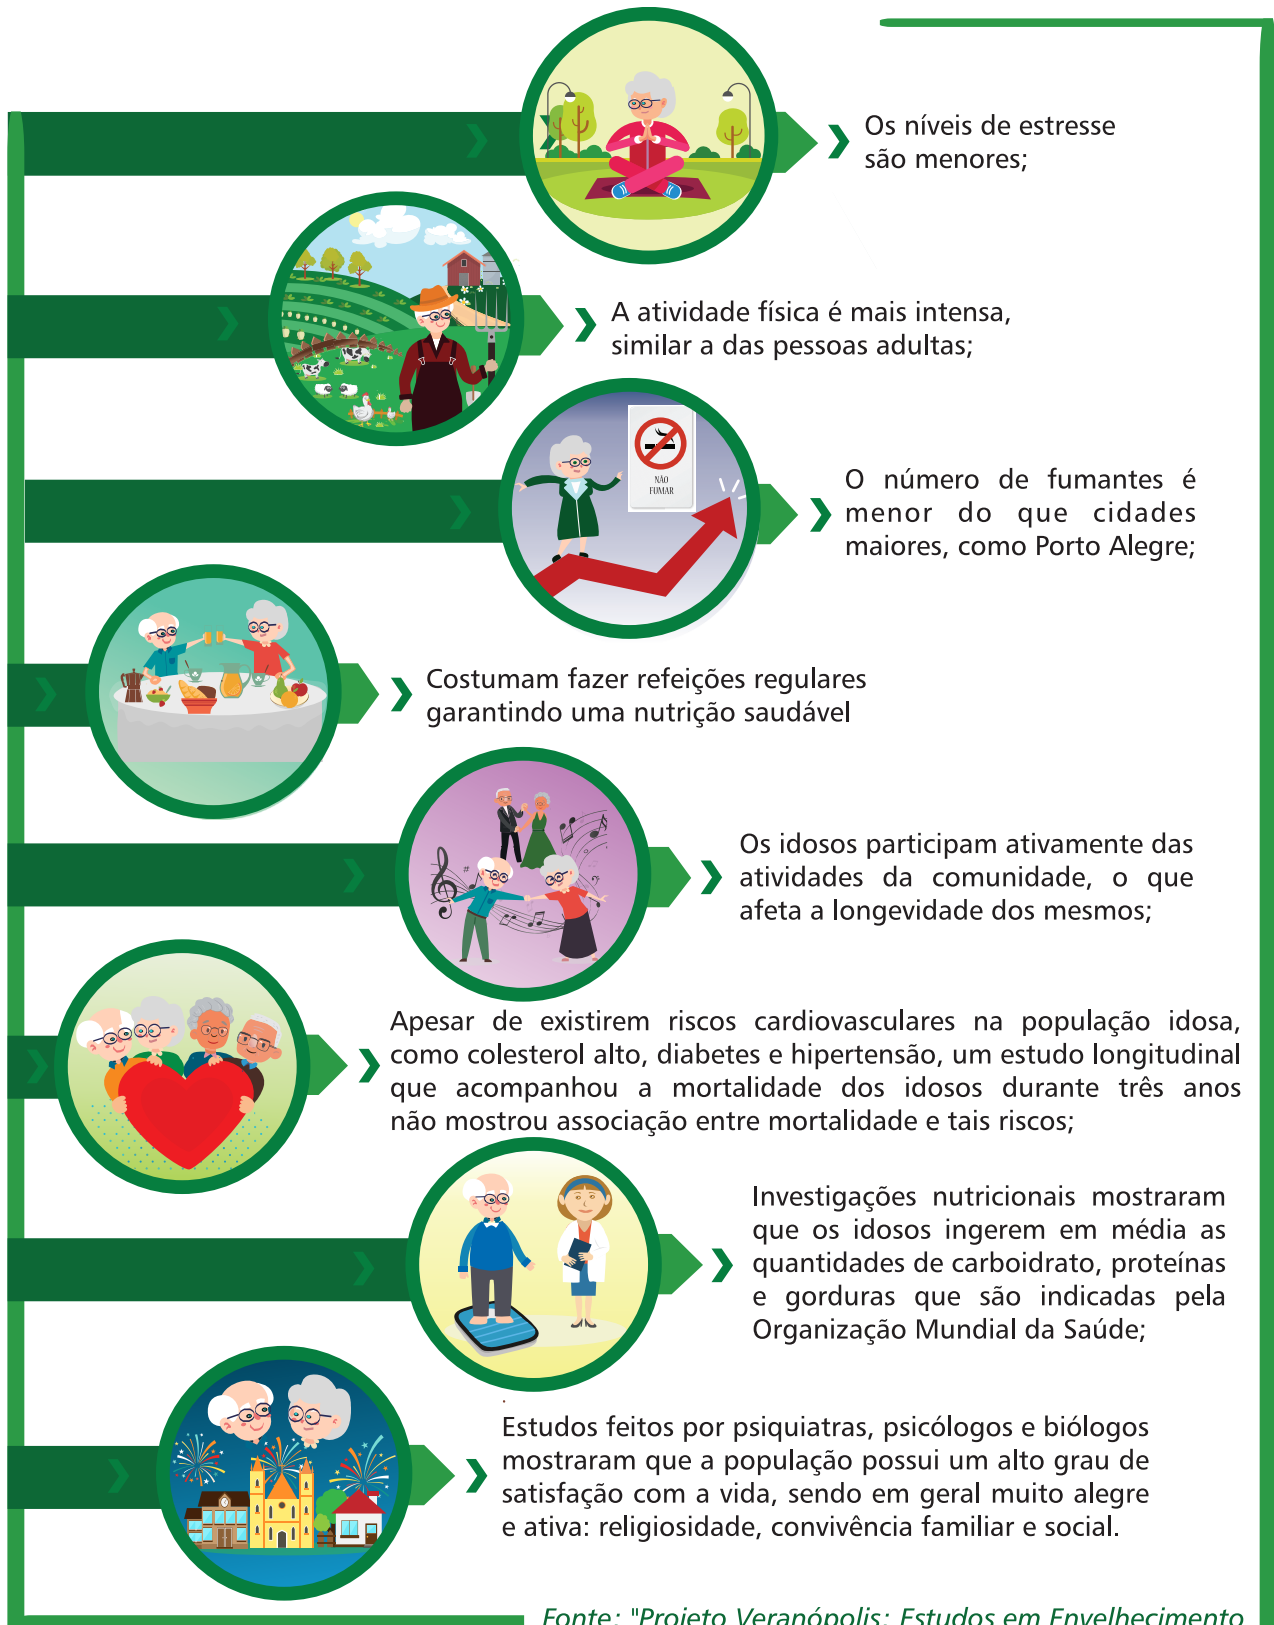 Os níveis de estresse
são menores;
A atividade física é mais intensa,
similar a das pessoas adultas;
NÃO
FUMAR
O número de fumantes é
menor do que cidades
maiores, como Porto Alegre;
Costumam fazer refeições regulares
garantindo uma nutrição saudável
Os idosos participam ativamente das
atividades da comunidade, o que
afeta a longevidade dos mesmos;
Apesar de existirem riscos cardiovasculares na população idosa,
como colesterol alto, diabetes e hipertensão, um estudo longitudinal
que acompanhou a mortalidade dos idosos durante três anos
não mostrou associação entre mortalidade e tais riscos;
Investigações nutricionais mostraram
que os idosos ingerem em média as
quantidades de carboidrato, proteínas
e gorduras que são indicadas pela
Organização Mundial da Saúde;
.
Estudos feitos por psiquiatras, psicólogos e biólogos
mostraram que a população possui um alto grau de
satisfação com a vida, sendo em geral muito alegre
e ativa: religiosidade, convivência familiar e social.
Fonte: "Projeto Veranópolis: Estudos em Envelhecimento